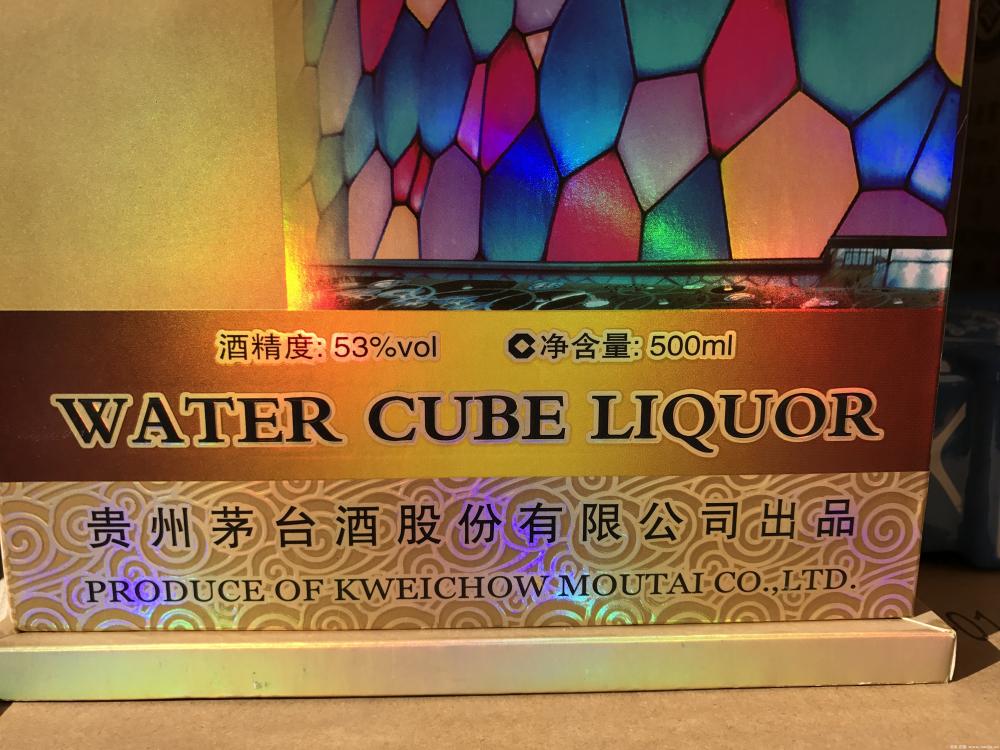 酒精度: 53%vol 净含量: 500ml
WATER CUBE LIQUOR
贵州茅台酒股份有限公司出品
PRODUCE OF KWEICHOW MOUTAI CO.,LTD.